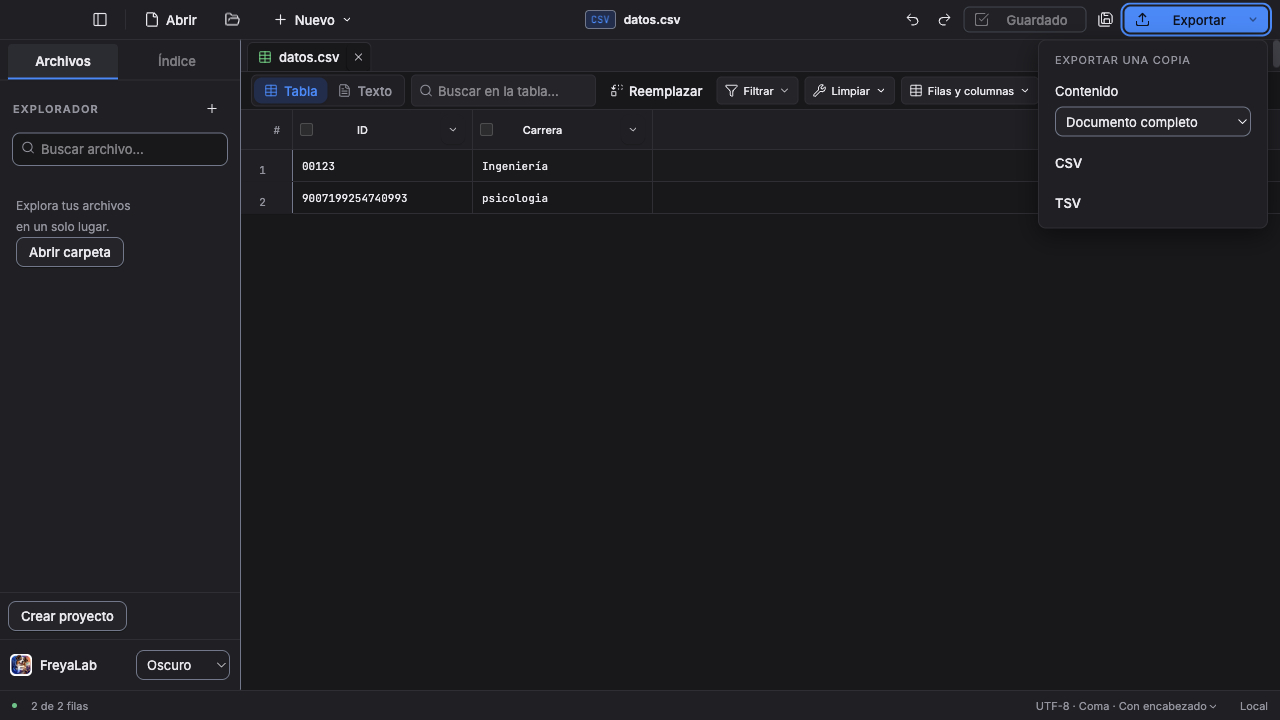 Abrir
Nuevo
CSV datos.csv
Guardado
Exportar
Archivos
Índice
datos.csv
EXPORTAR UNA COPIA
EXPLORADOR
Tabla
Texto
Buscar en la tabla...
Reemplazar
Filtrar
Limpiar
Filas y columnas
Contenido
Documento completo
CSV
TSV
Buscar archivo...
# ID Carrera
1 00123 Ingeniería
2 9007199254740993 psicologia
Explora tus archivos
en un solo lugar.
Abrir carpeta
Crear proyecto
FreyaLab
Oscuro
2 de 2 filas
UTF-8 · Coma · Con encabezado
Local